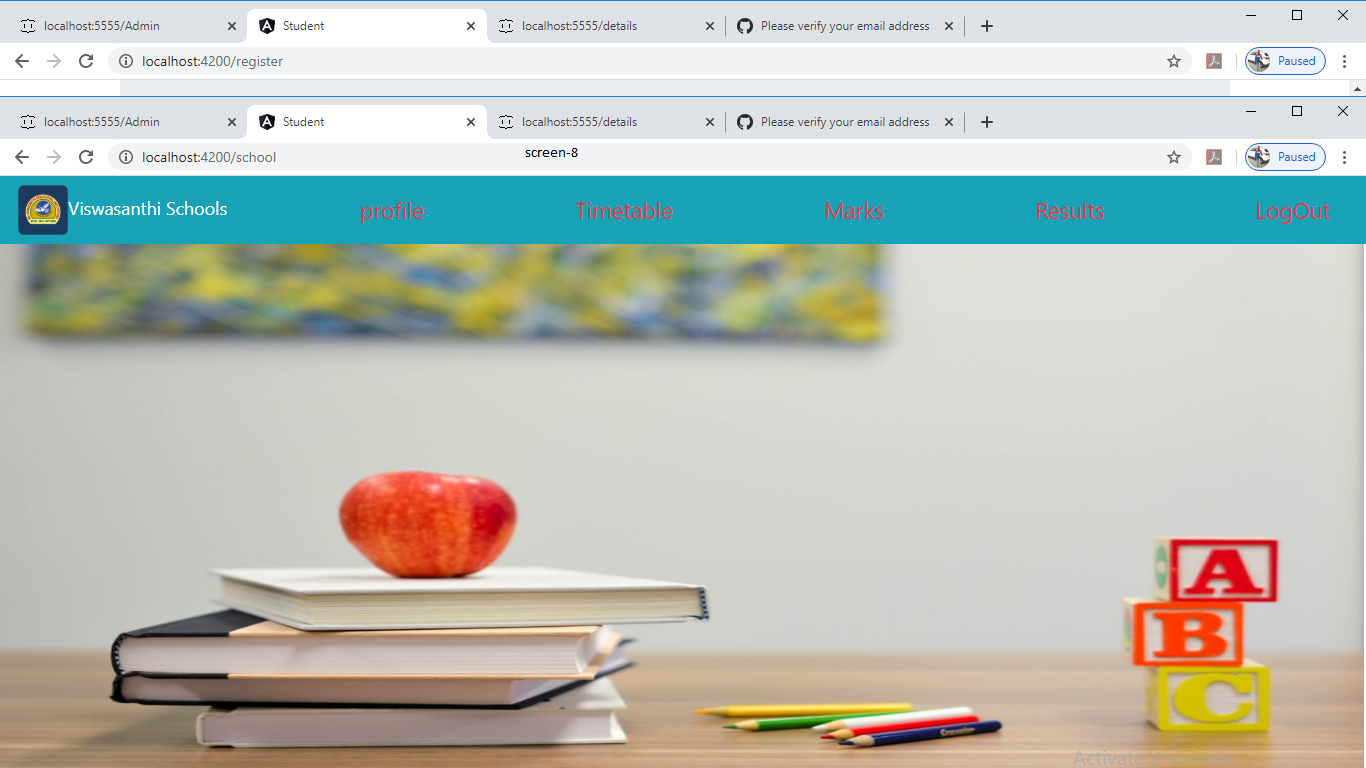 localhost:5555/Admin Student localhost:5555/details Please verify your email address
localhost:4200/register Paused
localhost:5555/Admin Student localhost:5555/details Please verify your email address
localhost:4200/school screen-8 Paused
Viswasanthi Schools profile Timetable Marks Results LogOut
A
B
C
Activate Windows